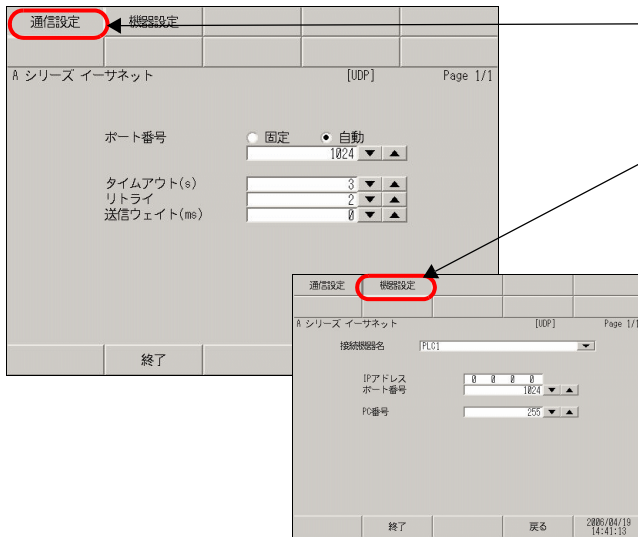 通信設定 機器設定
A シリーズ イーサネット [UDP] Page 1/1
ポート番号 固定 自動
1024
タイムアウト(s) 3
リトライ 2
送信ウェイト(ms) 0
終了
通信設定 機器設定
A シリーズ イーサネット [UDP] Page 1/1
接続機器名 PLC1
IPアドレス 0 0 0 0
ポート番号 1024
PC番号 255
終了 戻る 2006/04/19
14:41:13